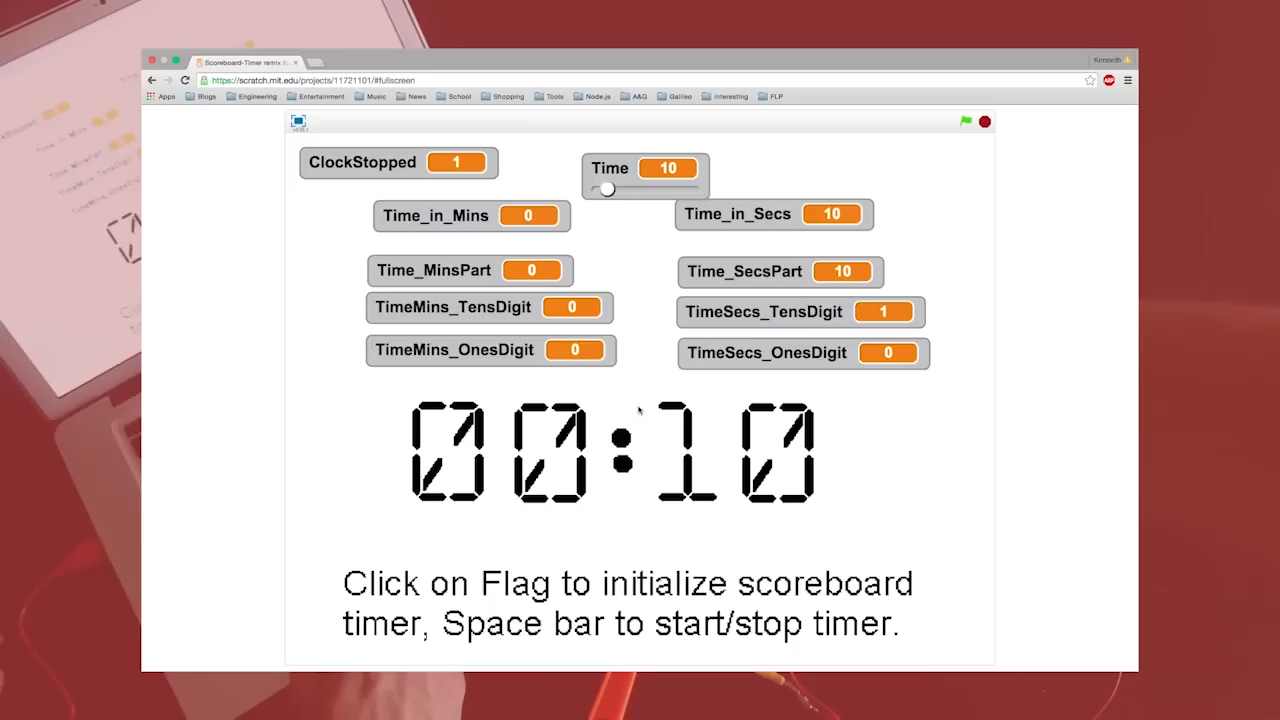 Scoreboard-Timer remix
Kenneth
https://scratch.mit.edu/projects/11721101/#fullscreen
ABP
Apps Blogs Engineering Entertainment Music News School Shopping Tools Node.js A&G Galileo Interesting FLP
ClockStopped 1
Time 10
Time_in_Mins 0
Time_in_Secs 10
Time_MinsPart 0
Time_SecsPart 10
TimeMins_TensDigit 0
TimeSecs_TensDigit 1
TimeMins_OnesDigit 0
TimeSecs_OnesDigit 0
00:10
Click on Flag to initialize scoreboard
timer, Space bar to start/stop timer.